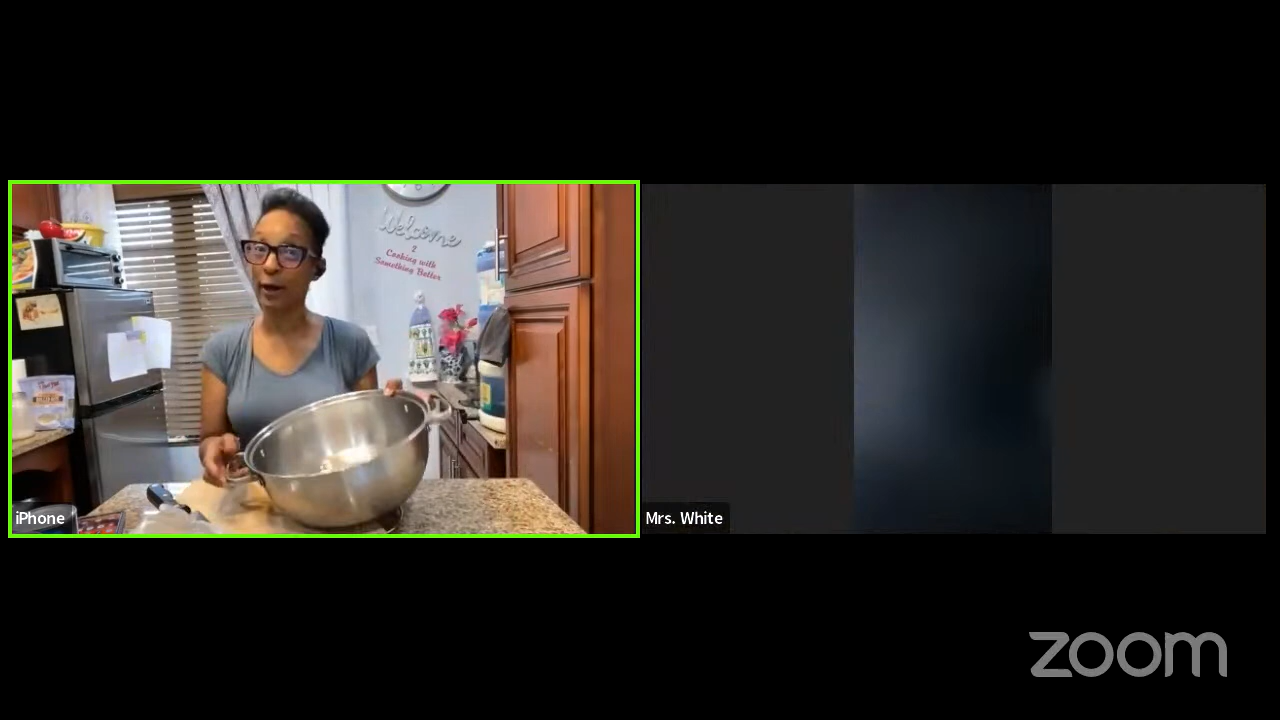 Welcome
2
Cooking with
Something Better
iPhone
Mrs. White
zoom